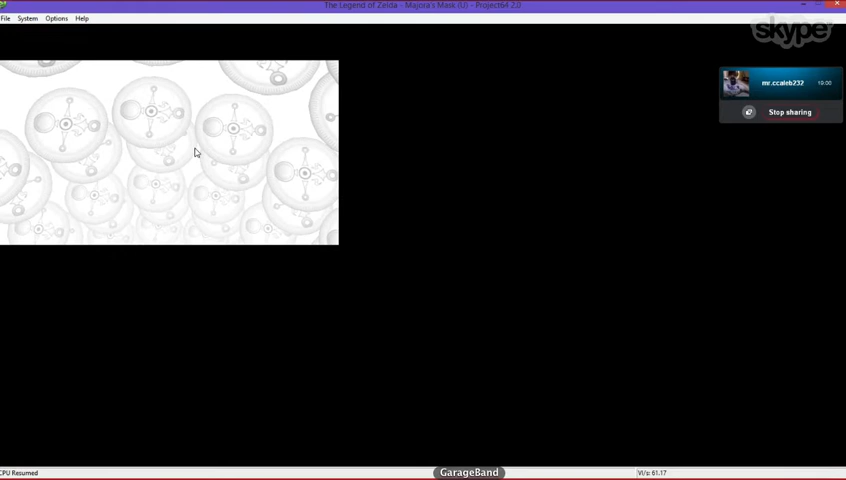 The Legend of Zelda - Majora's Mask (U) - Project64 2.0
File System Options Help
skype
mr.ccaleb232 19:00
Stop sharing
CPU Resumed
GarageBand
VI/s: 61.17